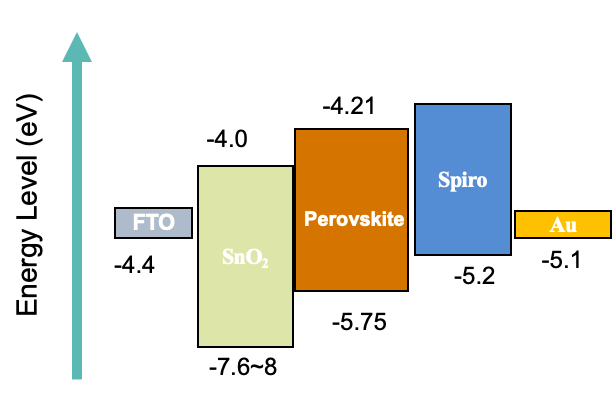 Energy Level (eV)
FTO
-4.4
-4.0
SnO₂
-7.6~8
-4.21
Perovskite
-5.75
Spiro
-5.2
Au
-5.1